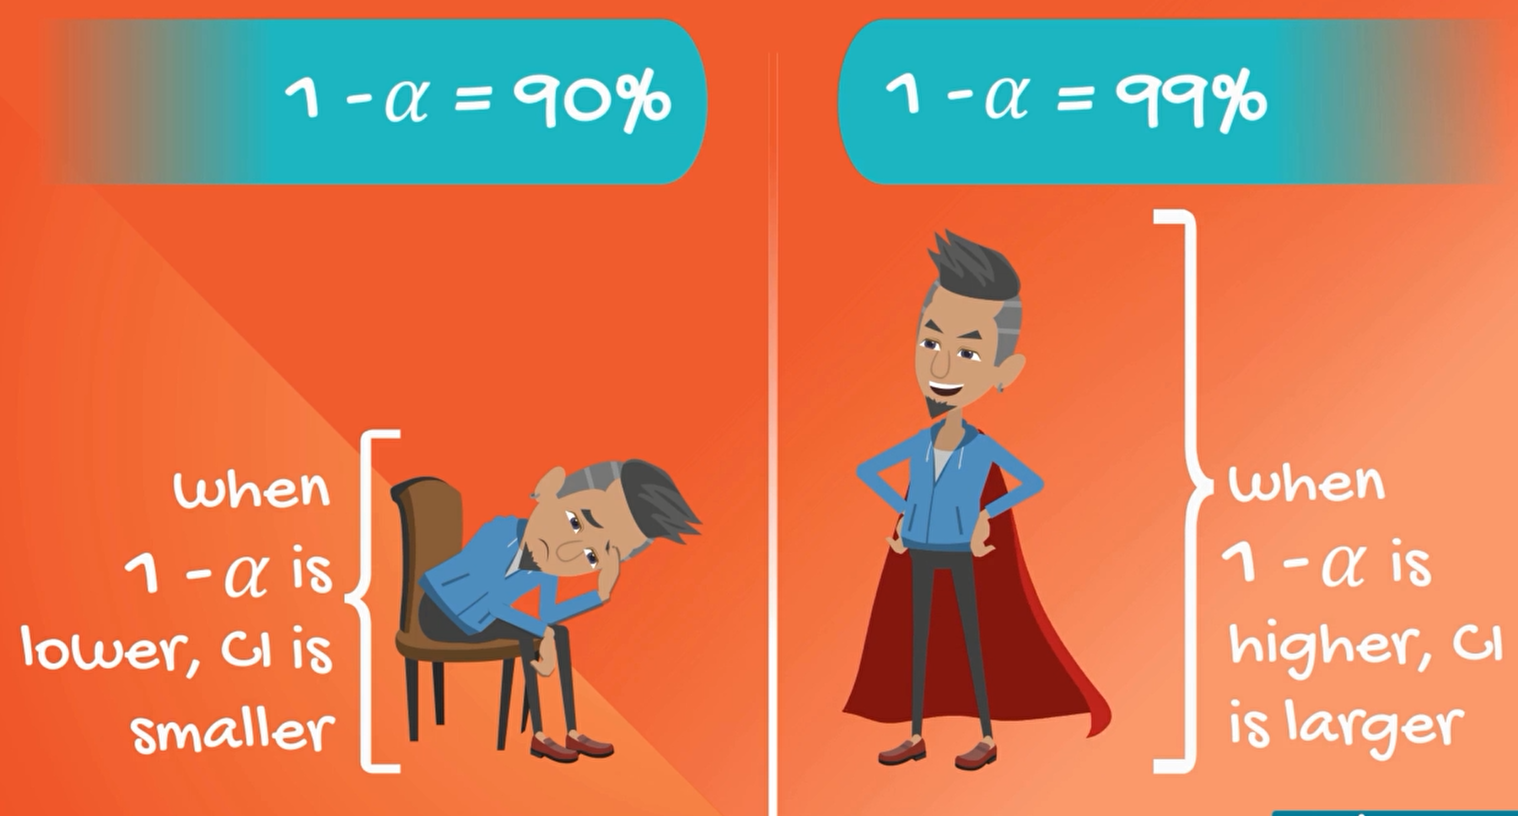 1 - α = 90%
when
1 - α is
lower, CI is
smaller
1 - α = 99%
when
1 - α is
higher, CI
is larger